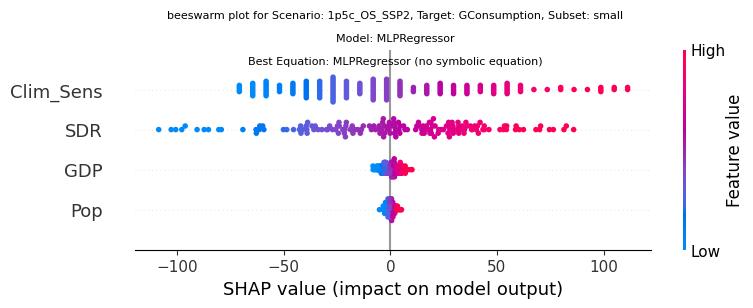 beeswarm plot for Scenario: 1p5c_OS_SSP2, Target: GConsumption, Subset: small
Model: MLPRegressor
Best Equation: MLPRegressor (no symbolic equation)
High
Clim_Sens
SDR
GDP
Pop
Low
Feature value
−100 −50 0 50 100
SHAP value (impact on model output)